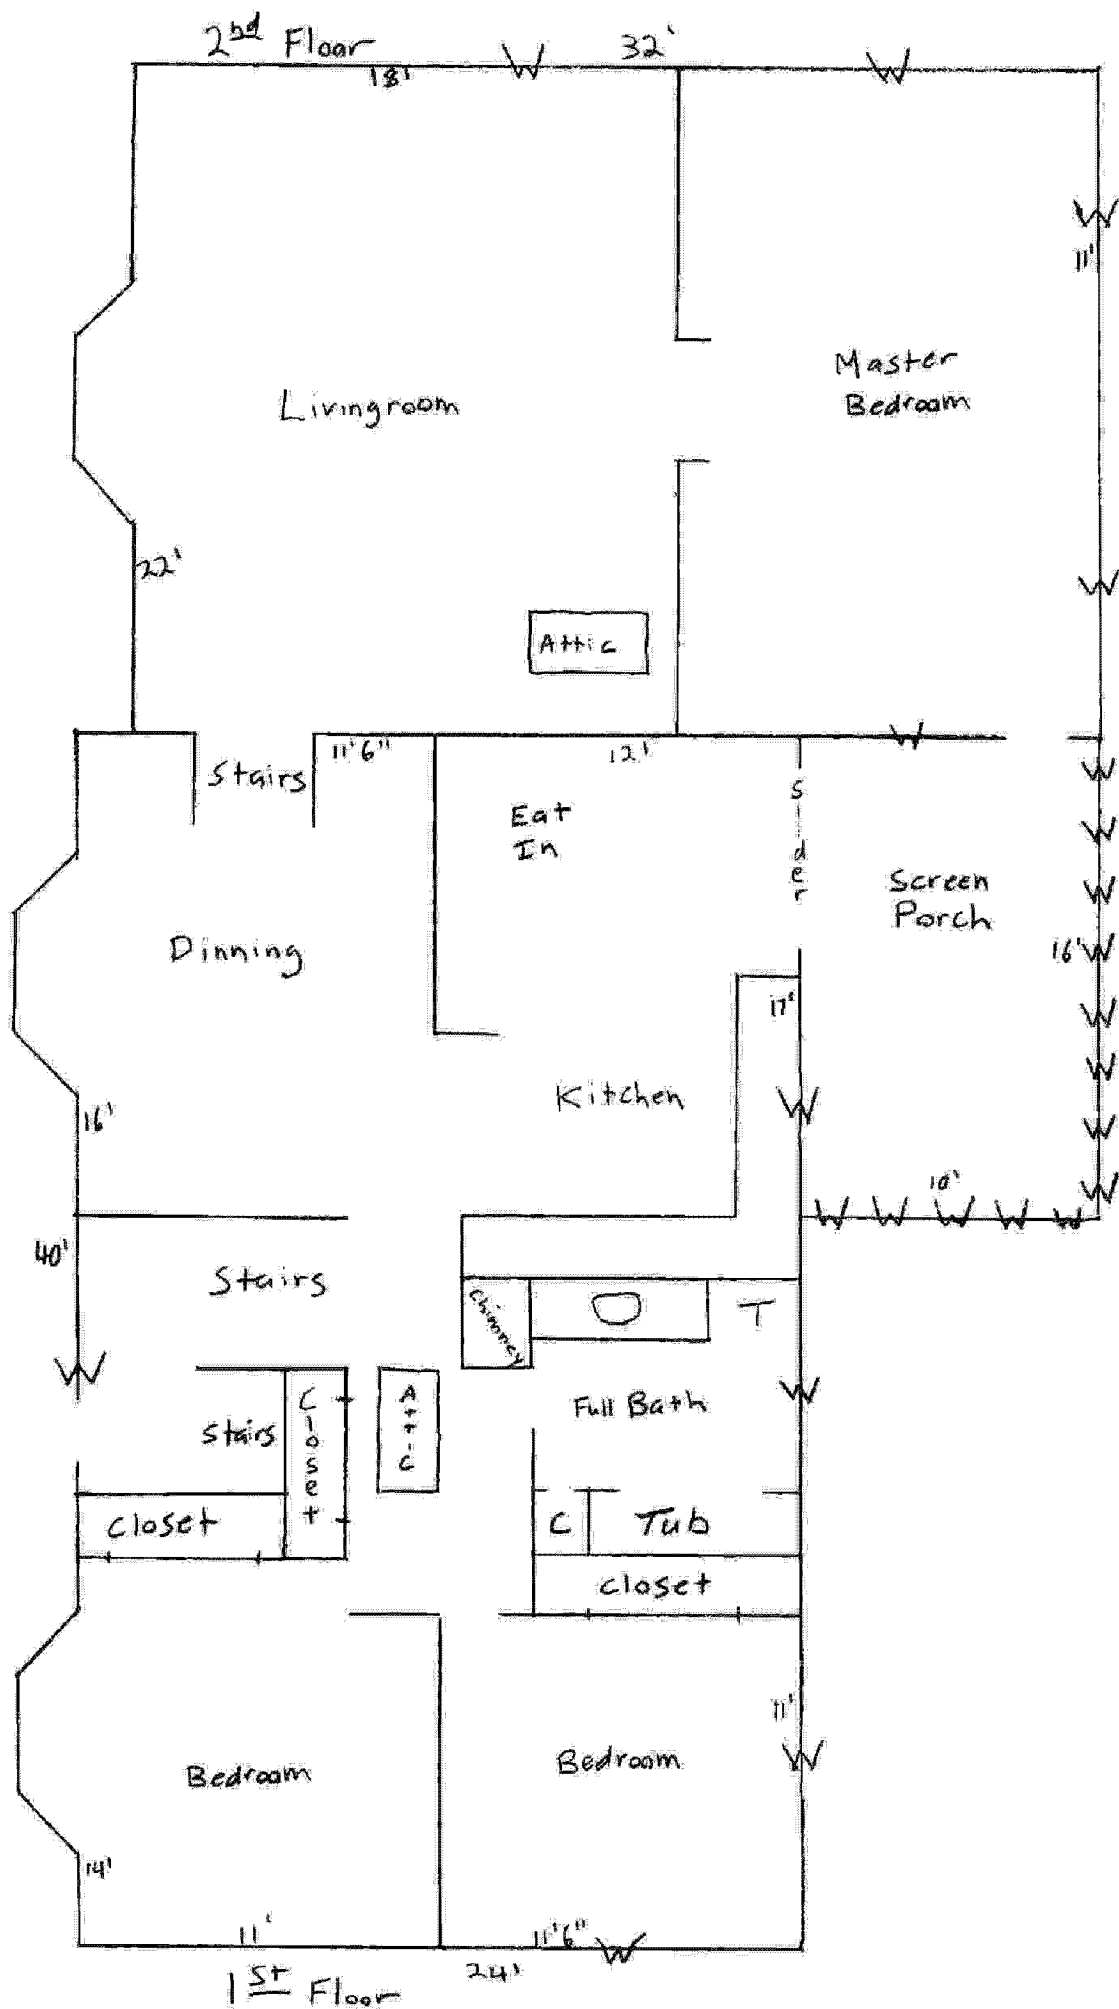 2nd Floor
32'
18'
W
W
W
11'
Master
Bedroom
Livingroom
22'
W
Attic
11'6"
12'
W
Stairs
Slider
W
Eat
In
W
Screen
Porch
W
Dinning
16'
W
17'
W
W
Kitchen
W
16'
W
10'
W
W
W
W
W
W
40'
Stairs
Chimney
T
W
Closet
Attic
Full Bath
W
Stairs
Closet
C
Tub
Closet
11'
W
Bedroom
Bedroom
14'
11'
11'6"
W
24'
1st Floor